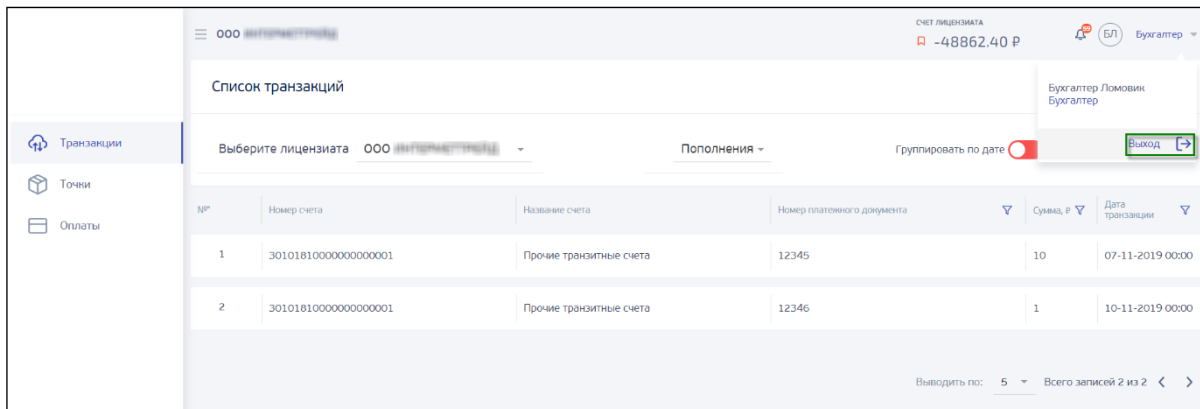 СЧЕТ ЛИЦЕНЗИАТА
ООО
-48862.40 ₽
59
БЛ
Бухгалтер
Список транзакций
Бухгалтер Ломовик
Бухгалтер
Выход
Транзакции
Точки
Оплаты
Выберите лицензиата ООО
Пополнения
Группировать по дате
№
Номер счета
Название счета
Номер платежного документа
Сумма, ₽
Дата
транзакции
1 30101810000000000001 Прочие транзитные счета 12345 10 07-11-2019 00:00
2 30101810000000000001 Прочие транзитные счета 12346 1 10-11-2019 00:00
Выводить по: 5 Всего записей 2 из 2